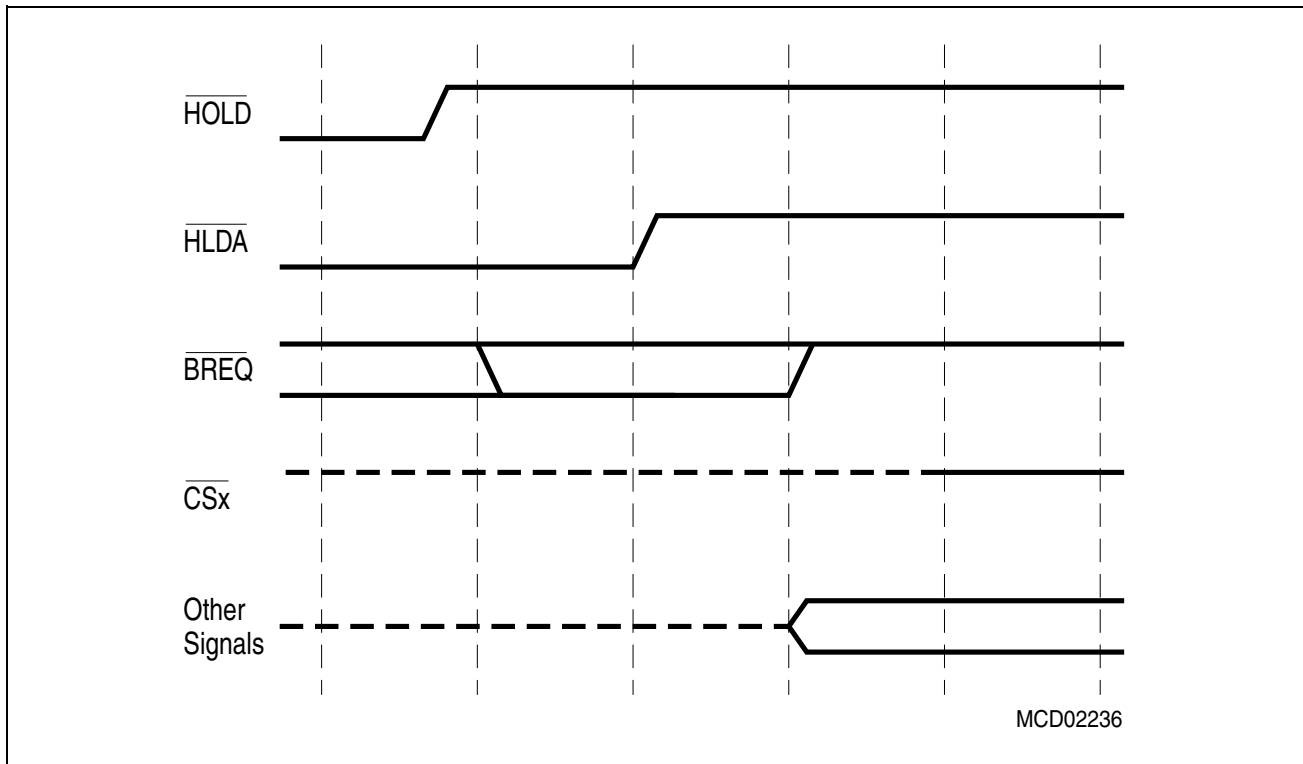 HOLD
HLDA
BREQ
CSx
Other
Signals
MCD02236